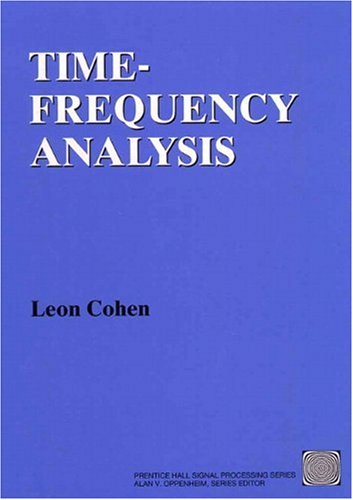 TIME-
FREQUENCY
ANALYSIS
Leon Cohen
PRENTICE HALL SIGNAL PROCESSING SERIES
ALAN V. OPPENHEIM, SERIES EDITOR